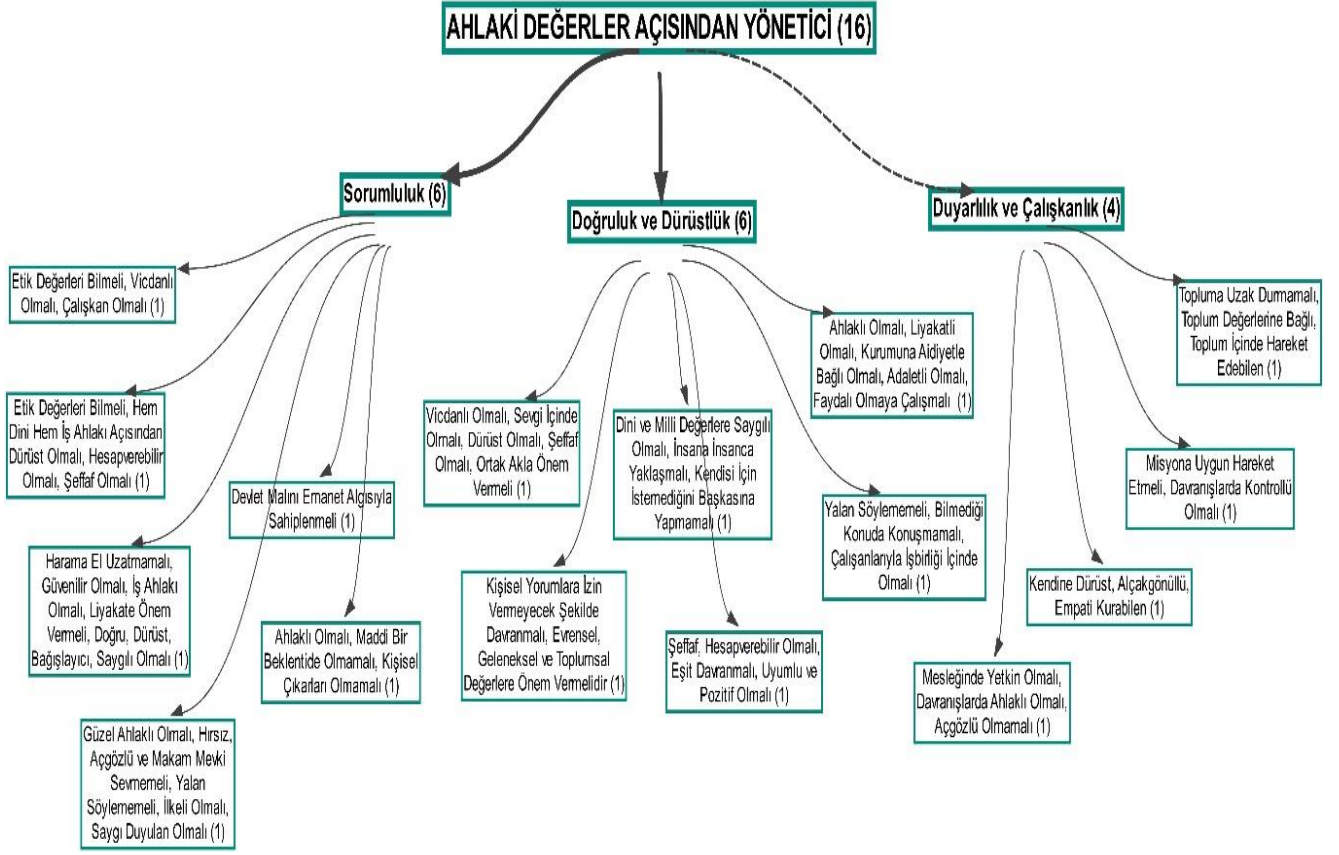 AHLAKİ DEĞERLER AÇISINDAN YÖNETİCİ (16)
Sorumluluk (6)
Doğruluk ve Dürüstlük (6)
Duyarlılık ve Çalışkanlık (4)
Etik Değerleri Bilmeli, Vicdanlı
Olmalı, Çalışkan Olmalı (1)
Etik Değerleri Bilmeli, Hem
Dini Hem İş Ahlakı Açısından
Dürüst Olmalı, Hesapverebilir
Olmalı, Şeffaf Olmalı (1)
Devlet Malını Emanet Algısıyla
Sahiplenmeli (1)
Harama El Uzatmamalı,
Güvenilir Olmalı, İş Ahlakı
Olmalı, Liyakate Önem
Vermeli, Doğru, Dürüst,
Bağışlayıcı, Saygılı Olmalı (1)
Ahlaklı Olmalı, Maddi Bir
Beklentide Olmamalı, Kişisel
Çıkarları Olmamalı (1)
Güzel Ahlaklı Olmalı, Hırsız,
Açgözlü ve Makam Mevki
Sevmemeli, Yalan
Söylememeli, İlkeli Olmalı,
Saygı Duyulan Olmalı (1)
Vicdanlı Olmalı, Sevgi İçinde
Olmalı, Dürüst Olmalı, Şeffaf
Olmalı, Ortak Akla Önem
Vermeli (1)
Dini ve Milli Değerlere Saygılı
Olmalı, İnsana İnsanca
Yaklaşmalı, Kendisi İçin
İstemediğini Başkasına
Yapmamalı (1)
Ahlaklı Olmalı, Liyakatli
Olmalı, Kurumuna Aidiyetle
Bağlı Olmalı, Adaletli Olmalı,
Faydalı Olmaya Çalışmalı (1)
Yalan Söylememeli, Bilmediği
Konuda Konuşmamalı,
Çalışanlarıyla İşbirliği İçinde
Olmalı (1)
Kişisel Yorumlara İzin
Vermeyecek Şekilde
Davranmalı, Evrensel,
Geleneksel ve Toplumsal
Değerlere Önem Vermelidir (1)
Şeffaf, Hesapverebilir Olmalı,
Eşit Davranmalı, Uyumlu ve
Pozitif Olmalı (1)
Topluma Uzak Durmamalı,
Toplum Değerlerine Bağlı,
Toplum İçinde Hareket
Edebilen (1)
Misyona Uygun Hareket
Etmeli, Davranışlarda Kontrollü
Olmalı (1)
Kendine Dürüst, Alçakgönüllü,
Empati Kurabilen (1)
Mesleğinde Yetkin Olmalı,
Davranışlarda Ahlaklı Olmalı,
Açgözlü Olmamalı (1)